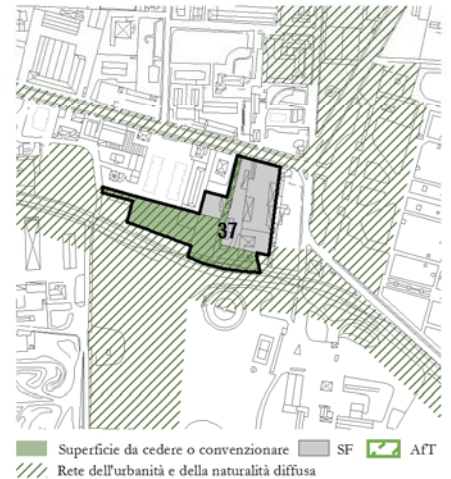 37
Superficie da cedere o convenzionare SF AfT
Rete dell'urbanità e della naturalità diffusa